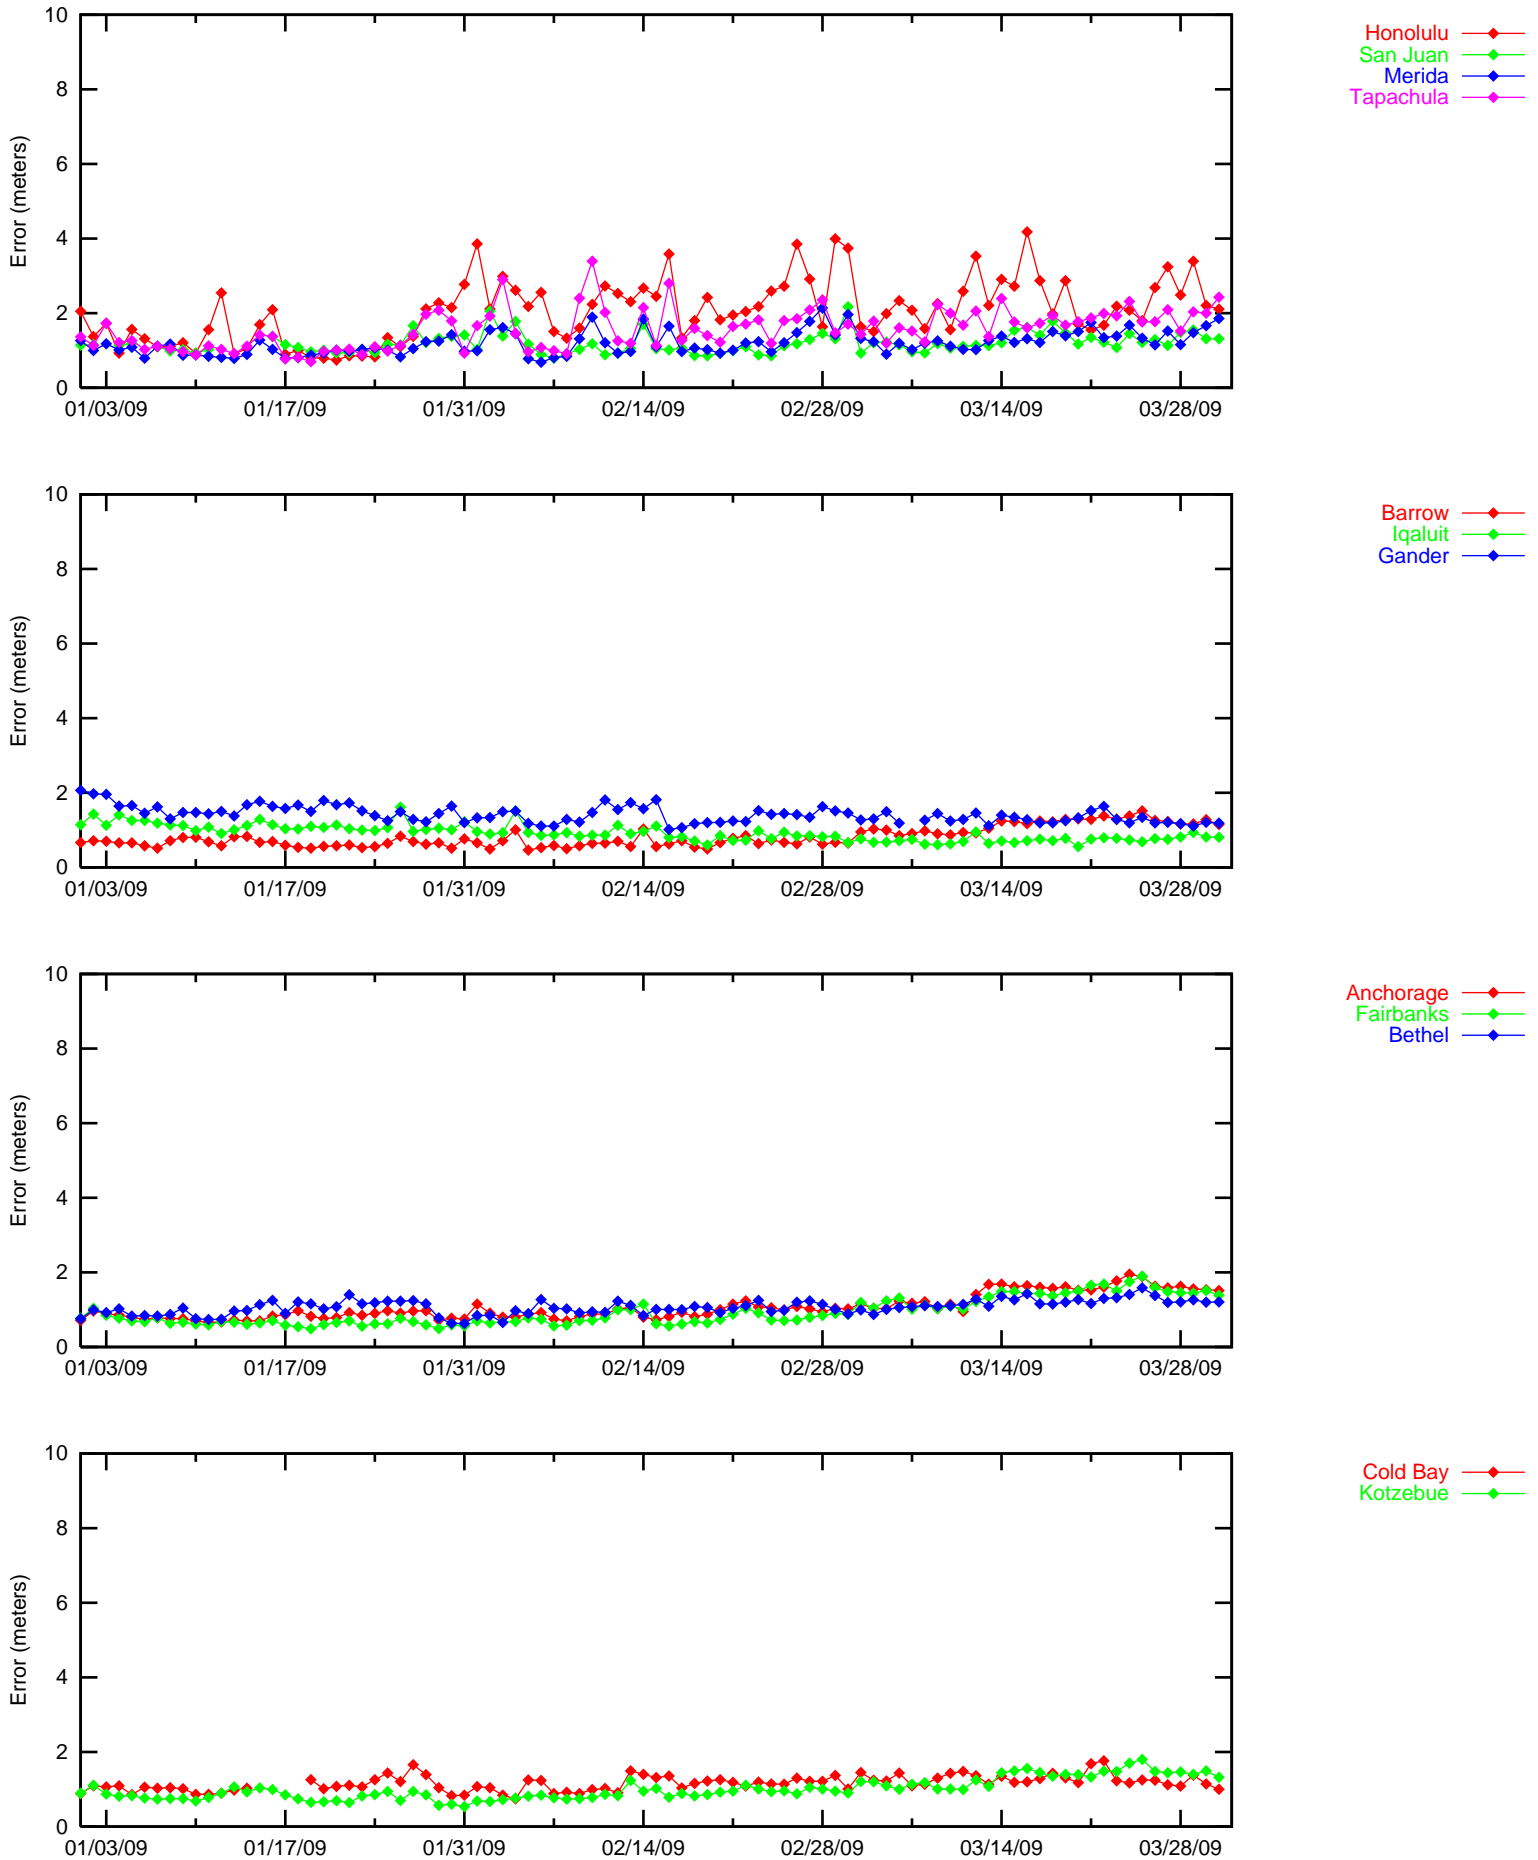 10
8
6
4
2
0
Error (meters)
01/03/09 01/17/09 01/31/09 02/14/09 02/28/09 03/14/09 03/28/09
Honolulu
San Juan
Merida
Tapachula
10
8
6
4
2
0
Error (meters)
01/03/09 01/17/09 01/31/09 02/14/09 02/28/09 03/14/09 03/28/09
Barrow
Iqaluit
Gander
10
8
6
4
2
0
Error (meters)
01/03/09 01/17/09 01/31/09 02/14/09 02/28/09 03/14/09 03/28/09
Anchorage
Fairbanks
Bethel
10
8
6
4
2
0
Error (meters)
01/03/09 01/17/09 01/31/09 02/14/09 02/28/09 03/14/09 03/28/09
Cold Bay
Kotzebue